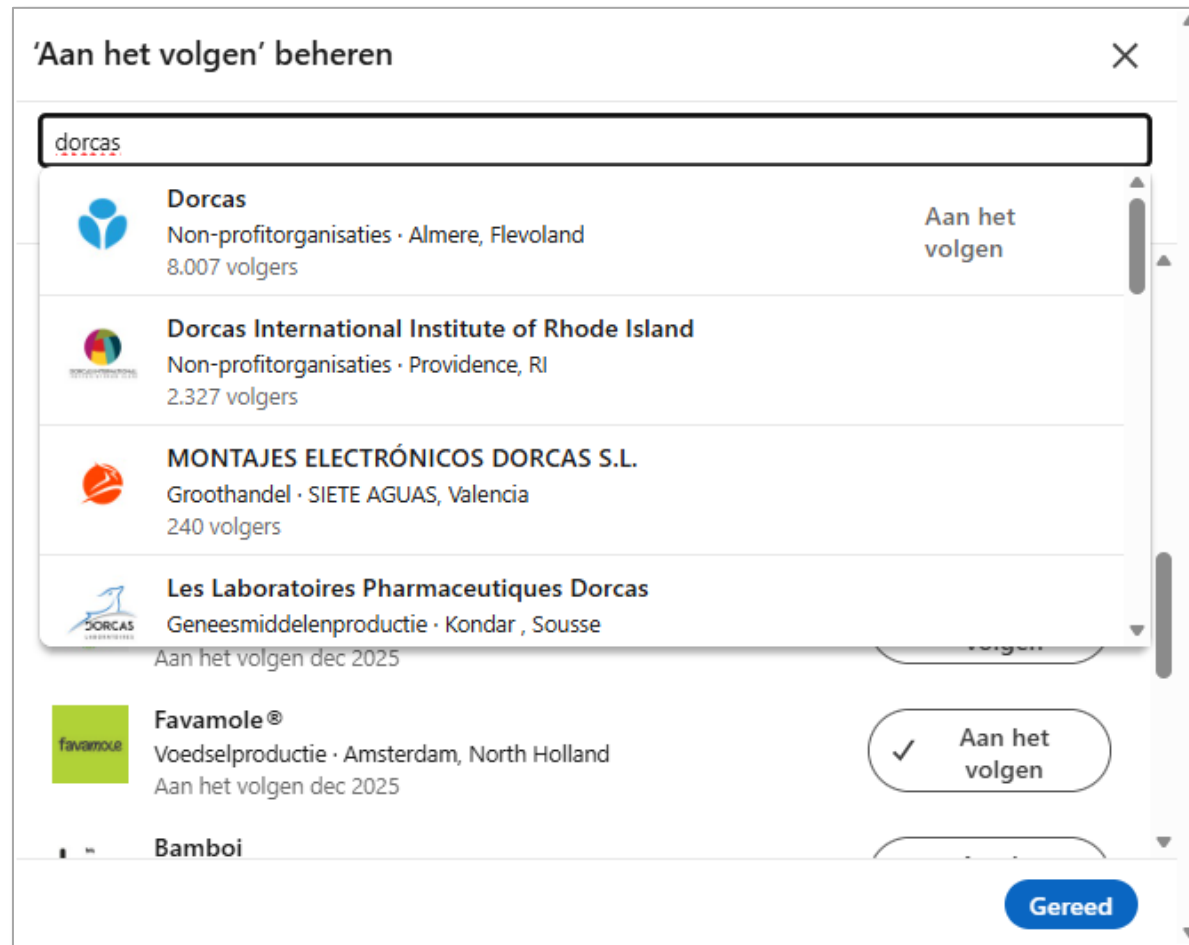 'Aan het volgen' beheren
dorcas
Dorcas
Non-profitorganisaties · Almere, Flevoland
8.007 volgers
Aan het
volgen
Dorcas International Institute of Rhode Island
Non-profitorganisaties · Providence, RI
2.327 volgers
MONTAJES ELECTRÓNICOS DORCAS S.L.
Groothandel · SIETE AGUAS, Valencia
240 volgers
DORCAS
Les Laboratoires Pharmaceutiques Dorcas
Geneesmiddelenproductie · Kondar , Sousse
Aan het volgen dec 2025
volgen
favamole
Favamole®
Voedselproductie · Amsterdam, North Holland
Aan het volgen dec 2025
Aan het
volgen
Bamboi
Gereed